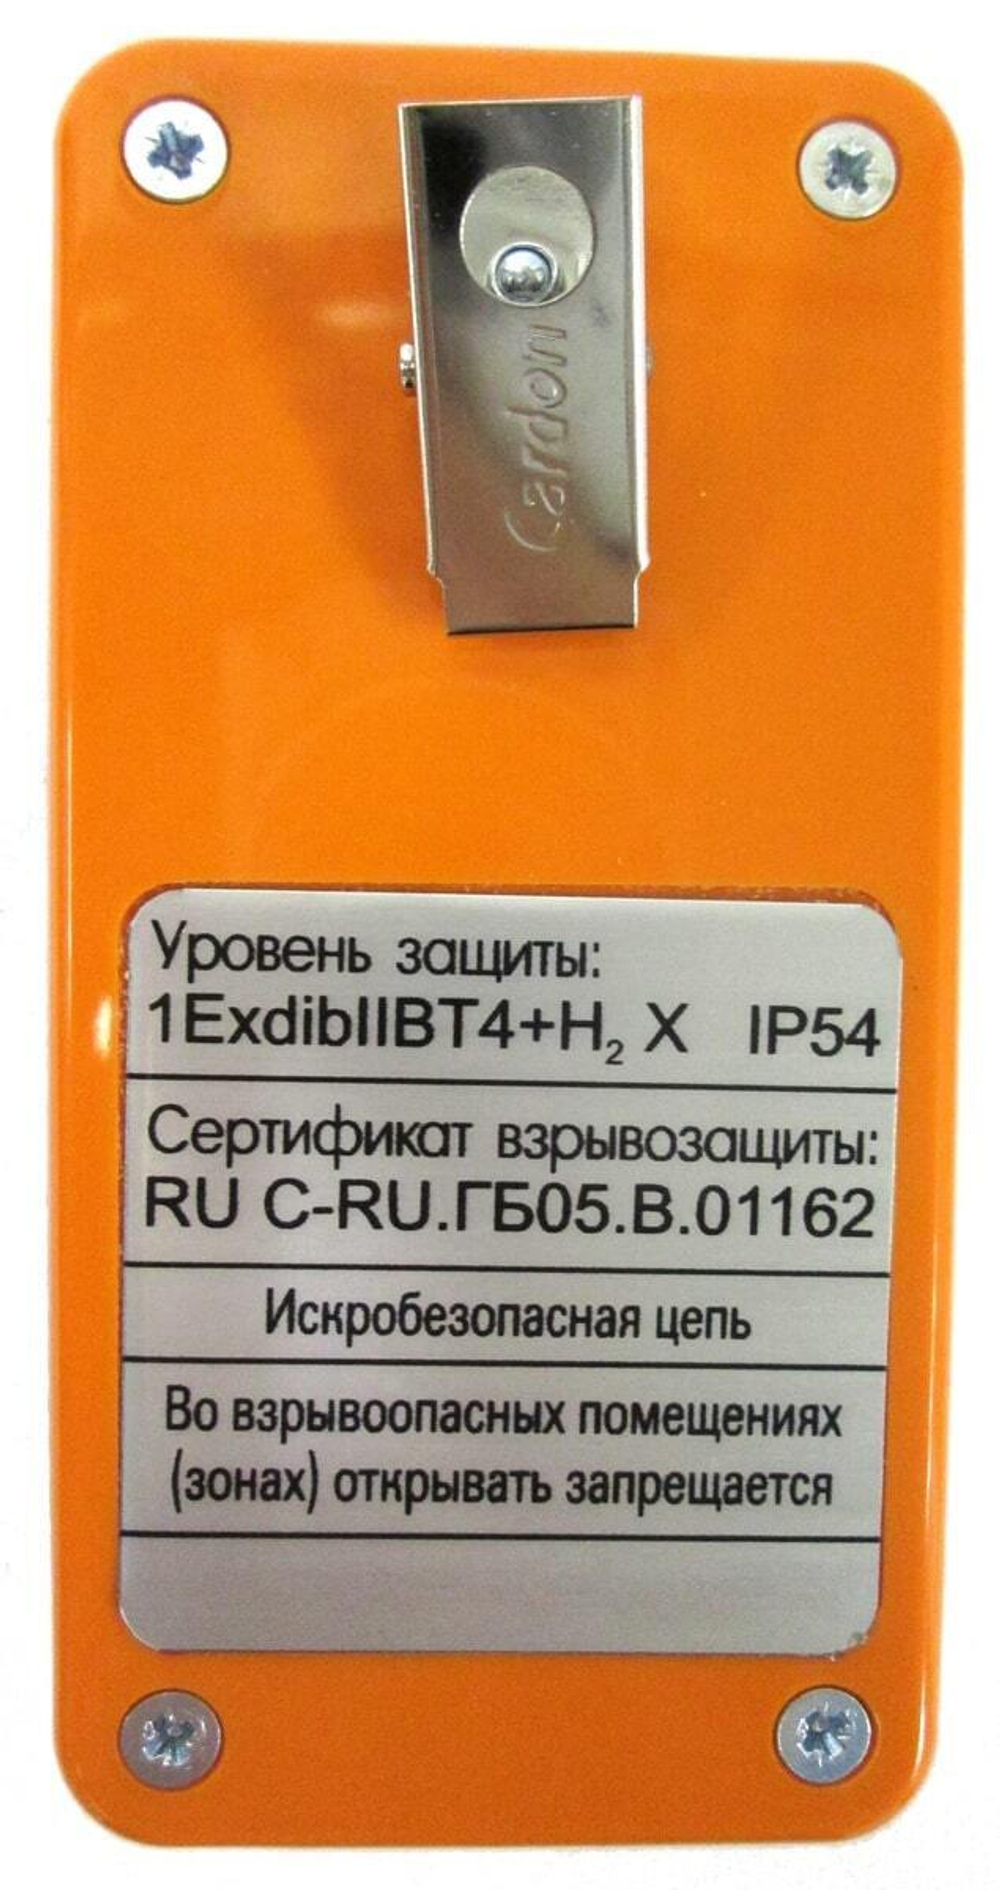 Cardon
Уровень защиты:
1ExdibIIBT4+H₂ X IP54
Сертификат взрывозащиты:
RU C-RU.ГБ05.В.01162
Искробезопасная цепь
Во взрывоопасных помещениях
(зонах) открывать запрещается